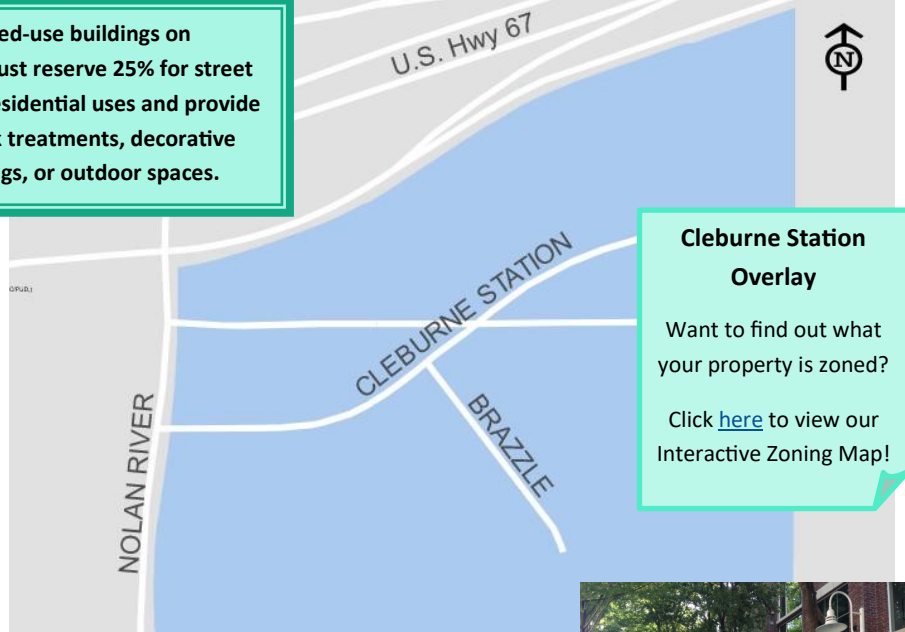 ed-use buildings on
ust reserve 25% for street
esidential uses and provide
treatments, decorative
gs, or outdoor spaces.
U.S. Hwy 67
N
CLEBURNE STATION
BRAZZLE
NOLAN RIVER
Cleburne Station
Overlay
Want to find out what
your property is zoned?
Click here to view our
Interactive Zoning Map!